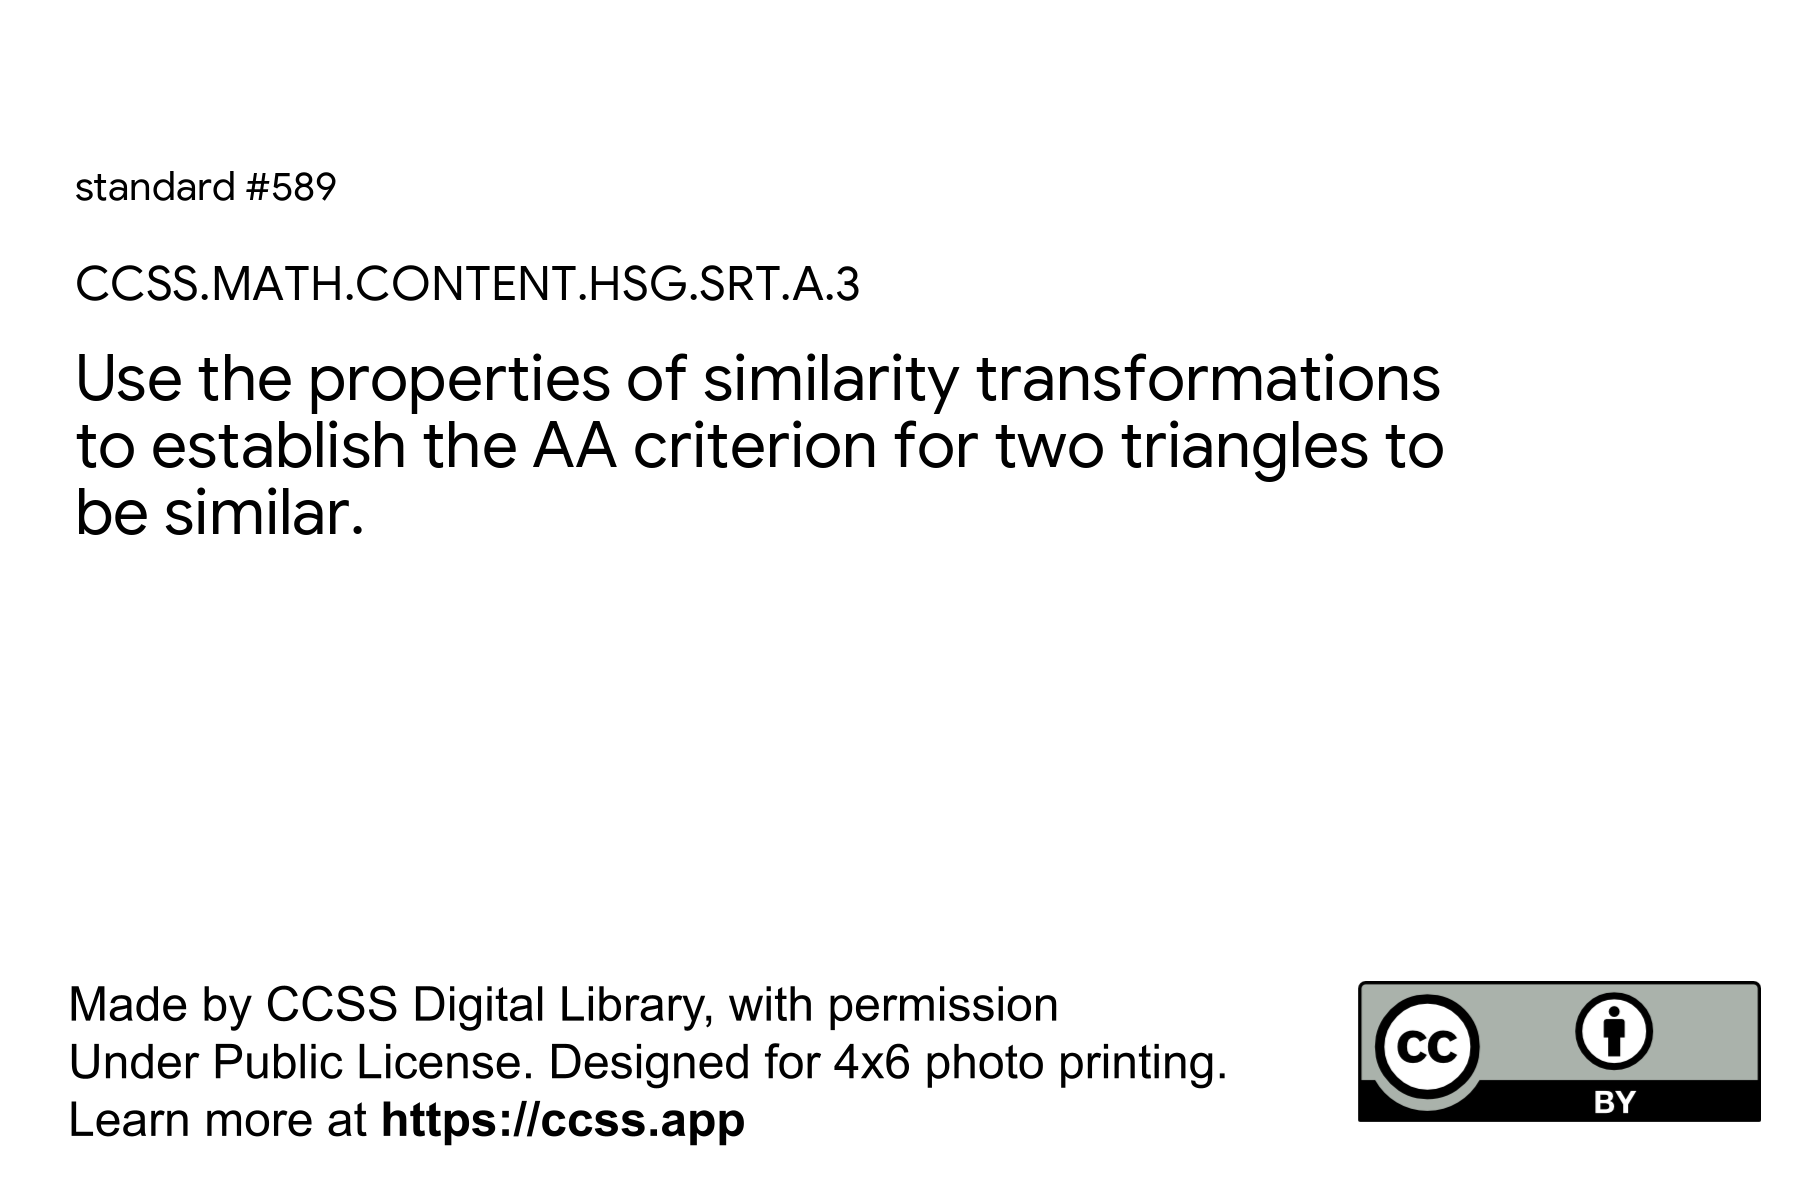 standard #589
CCSS.MATH.CONTENT.HSG.SRT.A.3
Use the properties of similarity transformations
to establish the AA criterion for two triangles to
be similar.
Made by CCSS Digital Library, with permission
Under Public License. Designed for 4x6 photo printing.
Learn more at https://ccss.app
CC
BY